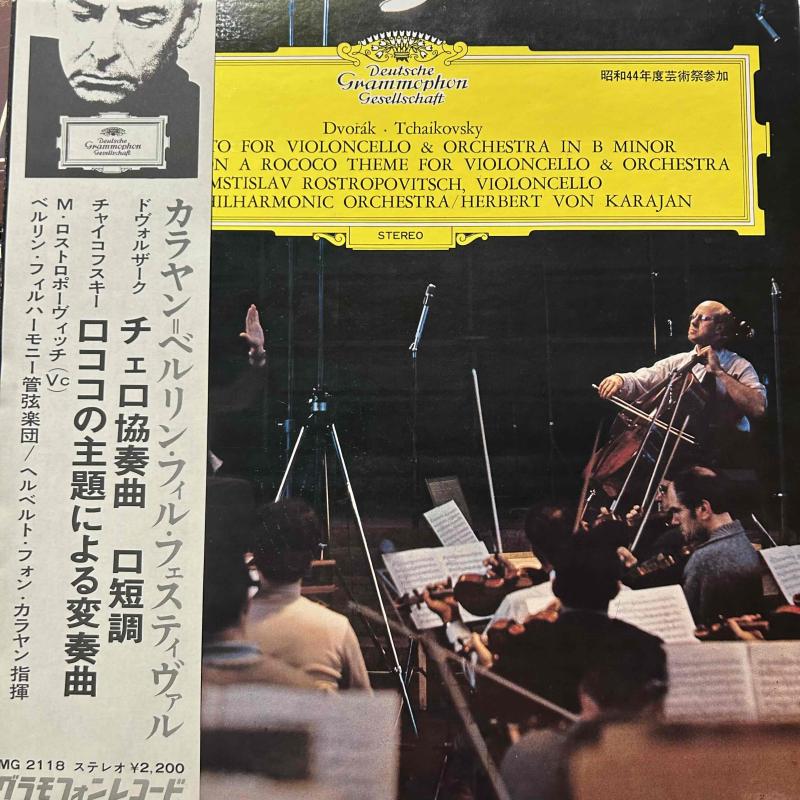 Deutsche
Grammophon
Gesellschaft
昭和44年度芸術祭参加
Dvořák · Tchaikovsky
TO FOR VIOLONCELLO & ORCHESTRA IN B MINOR
N A ROCOCO THEME FOR VIOLONCELLO & ORCHESTRA
MSTISLAV ROSTROPOVITSCH, VIOLONCELLO
HILHARMONIC ORCHESTRA/HERBERT VON KARAJAN
STEREO
Deutsche
Grammophon
Gesellschaft
カラヤン=ベルリン・フィル・フェスティヴァル
ドヴォルザーク チェロ協奏曲 ロ短調
チャイコフスキー ロココの主題による変奏曲
M・ロストロポーヴィッチ(Vc)
ベルリン・フィルハーモニー管弦楽団/ヘルベルト・フォン・カラヤン指揮
MG 2118 ステレオ ¥2,200
グラモフォンレコード